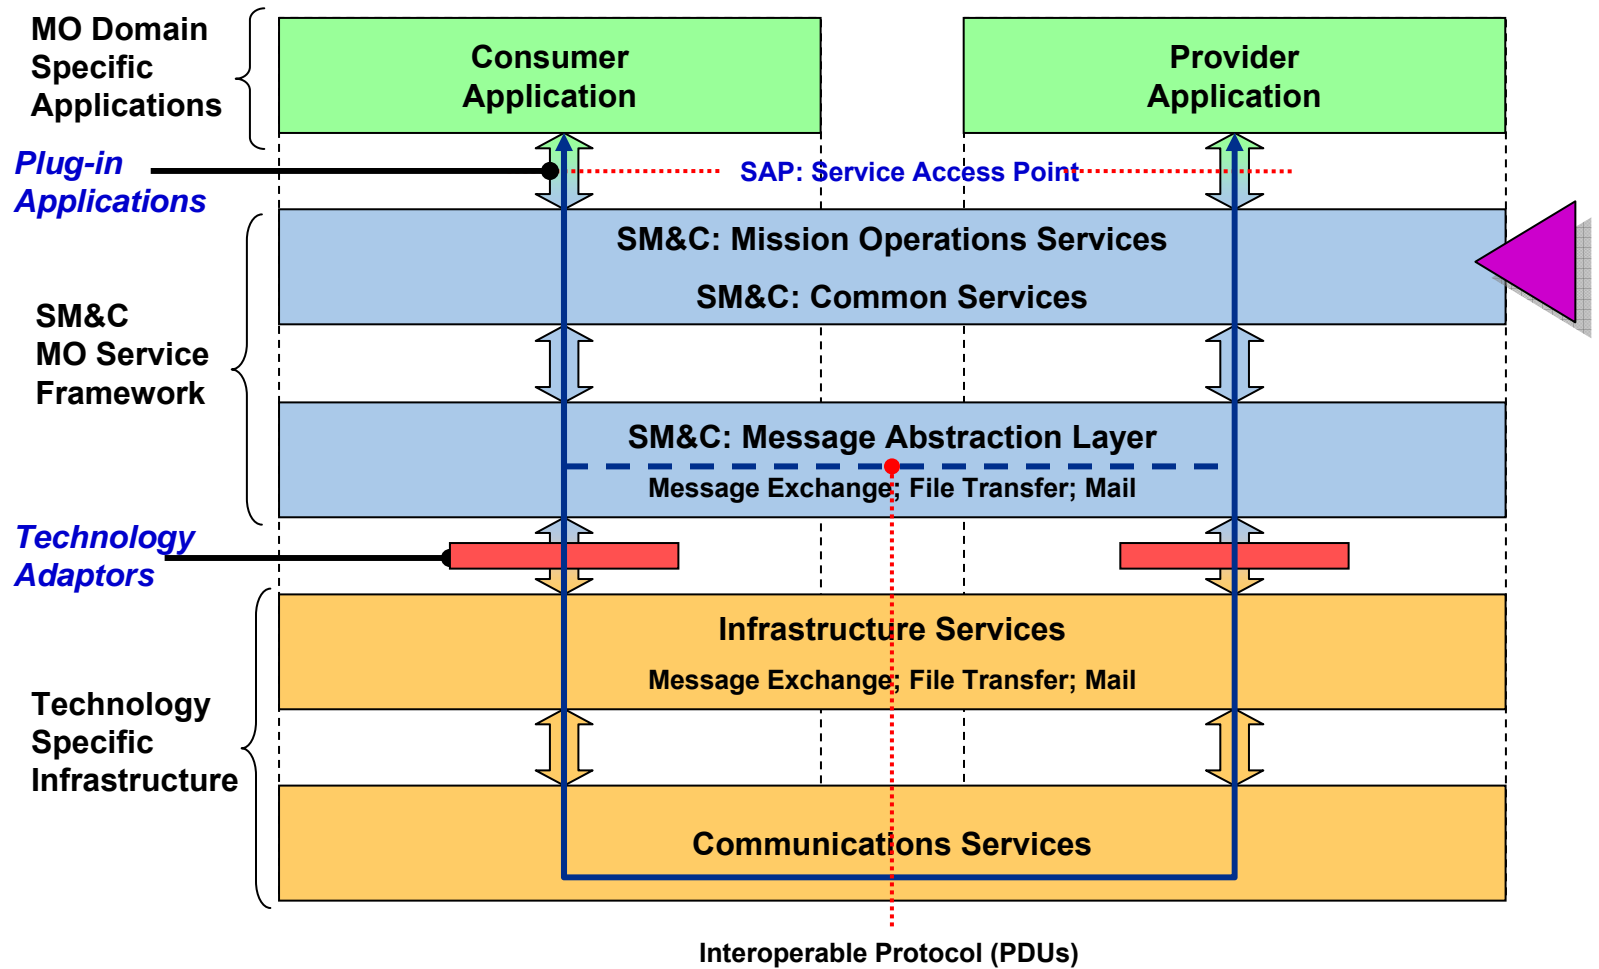 MO Domain
Specific
Applications
Consumer
Application
Provider
Application
Plug-in
Applications
SAP: Service Access Point
SM&C: Mission Operations Services
SM&C: Common Services
SM&C
MO Service
Framework
SM&C: Message Abstraction Layer
Message Exchange; File Transfer; Mail
Technology
Adaptors
Infrastructure Services
Message Exchange; File Transfer; Mail
Technology
Specific
Infrastructure
Communications Services
Interoperable Protocol (PDUs)